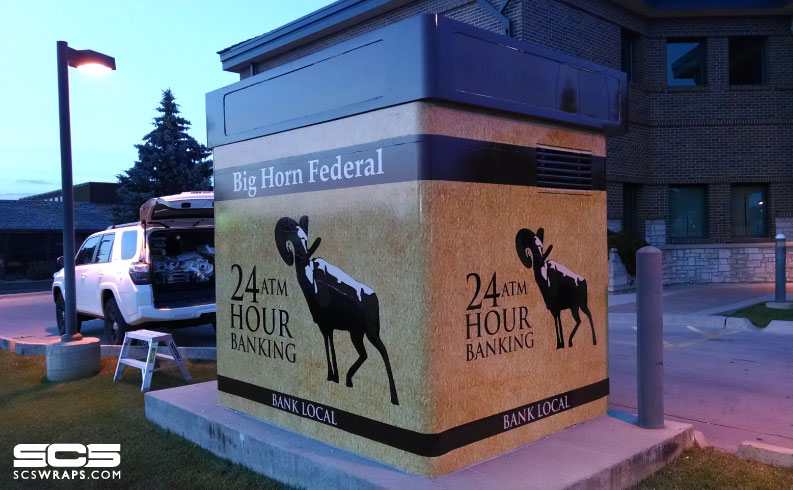 Big Horn Federal
24 ATM
HOUR
BANKING
BANK LOCAL
24 ATM
HOUR
BANKING
BANK LOCAL
SCS
SCSWRAPS.COM